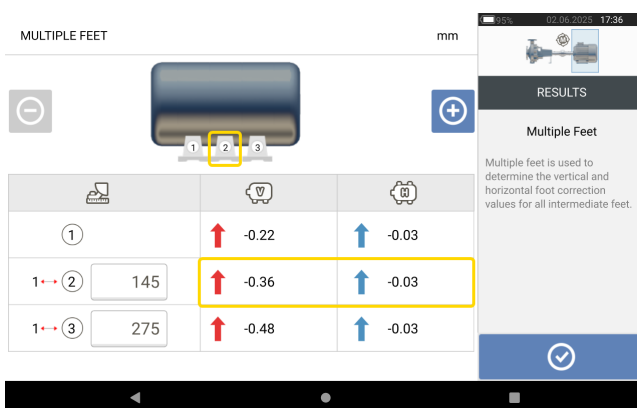 95% 02.06.2025 17:36
MULTIPLE FEET mm
RESULTS
Multiple Feet
Multiple feet is used to
determine the vertical and
horizontal foot correction
values for all intermediate feet.
1 2 3
V H
1 -0.22 -0.03
1 2 145 -0.36 -0.03
1 3 275 -0.48 -0.03